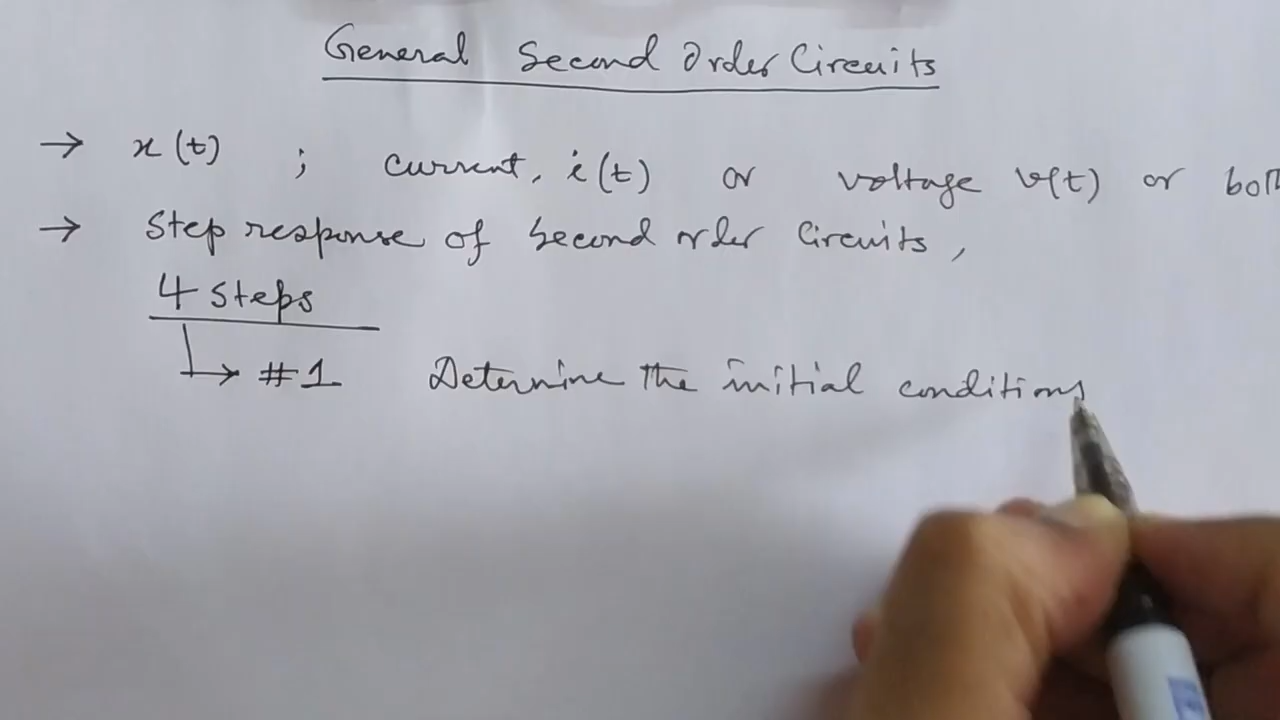 General Second Order Circuits
→ x(t) ; current, i(t) or voltage v(t) or
→ Step response of Second order Circuits,
4 Steps
→ #1 Determine the initial conditions